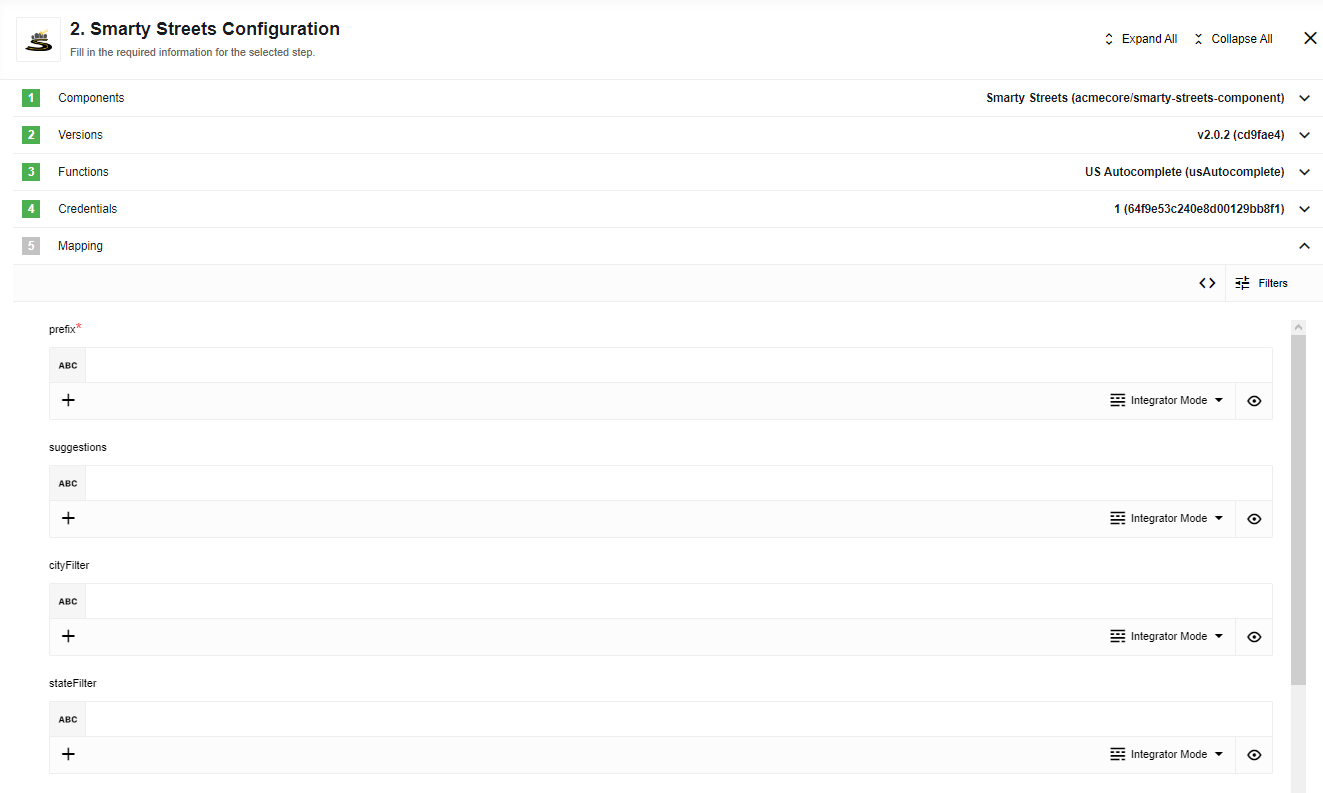 2. Smarty Streets Configuration
Fill in the required information for the selected step.
Expand All
Collapse All
1 Components Smarty Streets (acmecore/smarty-streets-component)
2 Versions v2.0.2 (cd9fae4)
3 Functions US Autocomplete (usAutocomplete)
4 Credentials 1 (64f9e53c240e8d00129bb8f1)
5 Mapping
Filters
prefix*
ABC
Integrator Mode
suggestions
ABC
Integrator Mode
cityFilter
ABC
Integrator Mode
stateFilter
ABC
Integrator Mode